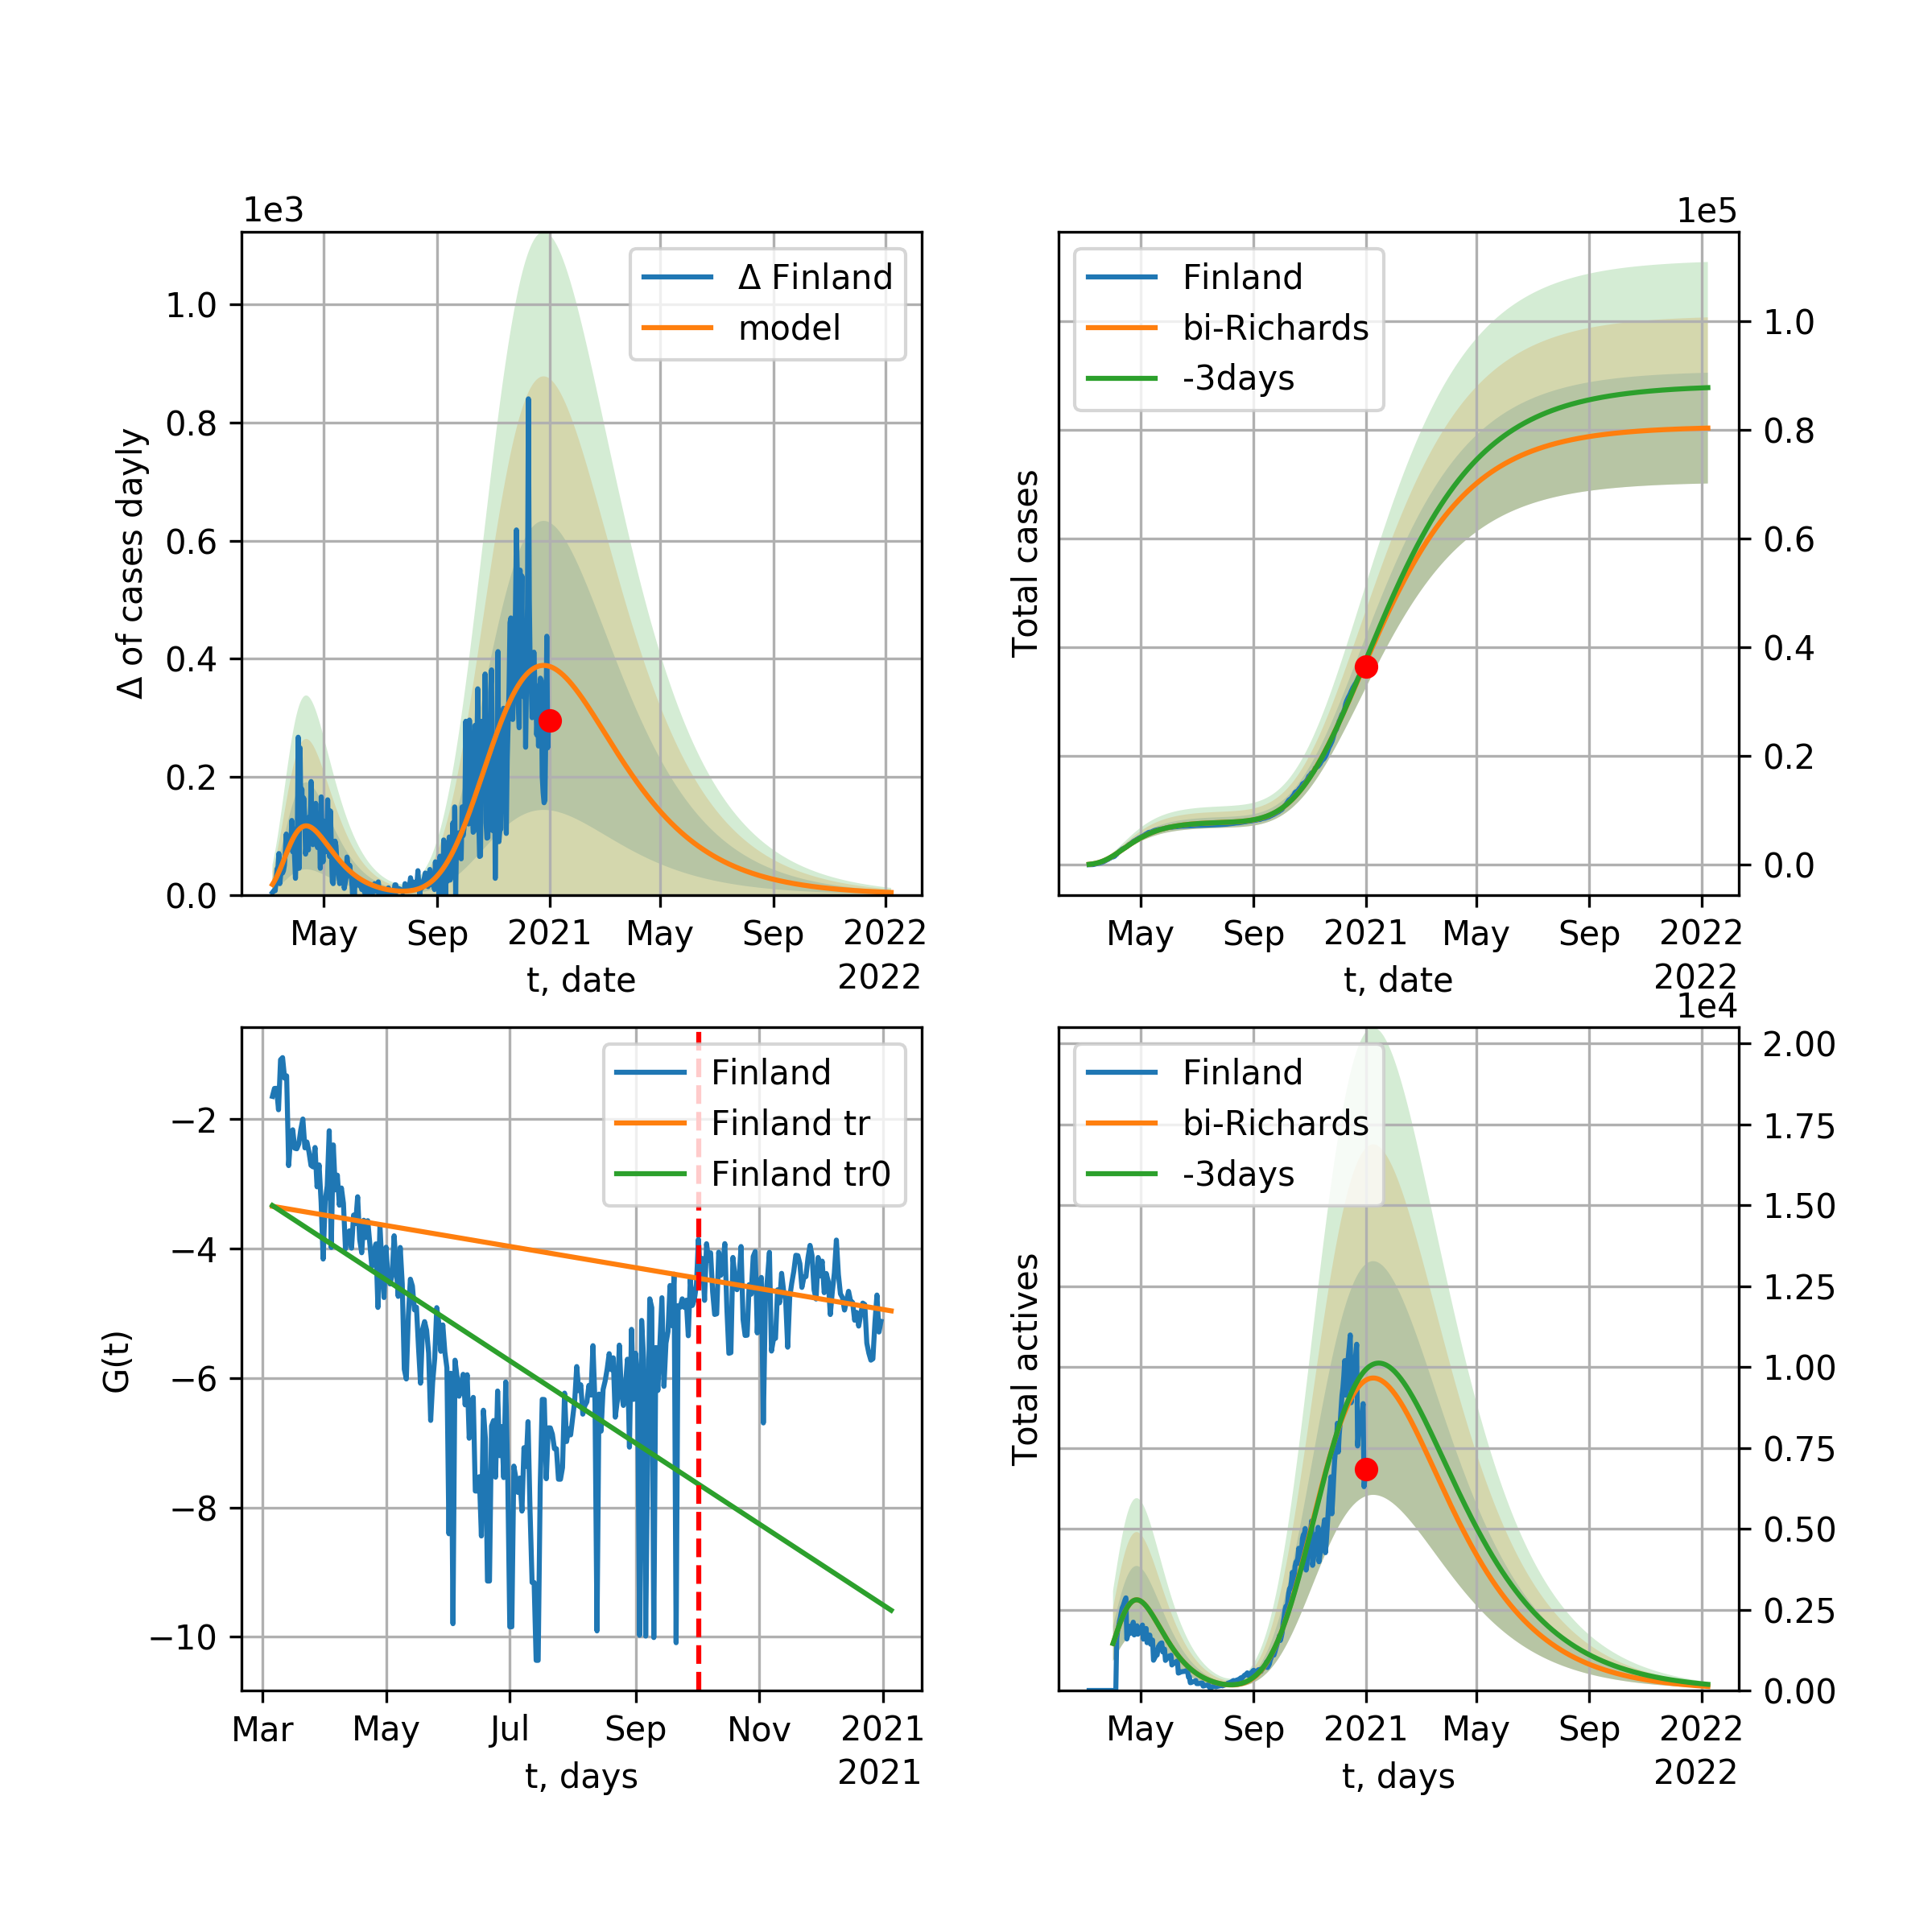 1e3
Δ of cases dayly
1.0
0.8
0.6
0.4
0.2
0.0
Δ Finland
model
May Sep 2021 May Sep 2022
t, date 2022
1e5
Total cases
Finland
bi-Richards
-3days
1.0
0.8
0.6
0.4
0.2
0.0
May Sep 2021 May Sep 2022
t, date 2022
G(t)
−2
−4
−6
−8
−10
Finland
Finland tr
Finland tr0
Mar May Jul Sep Nov 2021
t, days 2021
1e4
Total actives
Finland
bi-Richards
-3days
2.00
1.75
1.50
1.25
1.00
0.75
0.50
0.25
0.00
May Sep 2021 May Sep 2022
t, days 2022